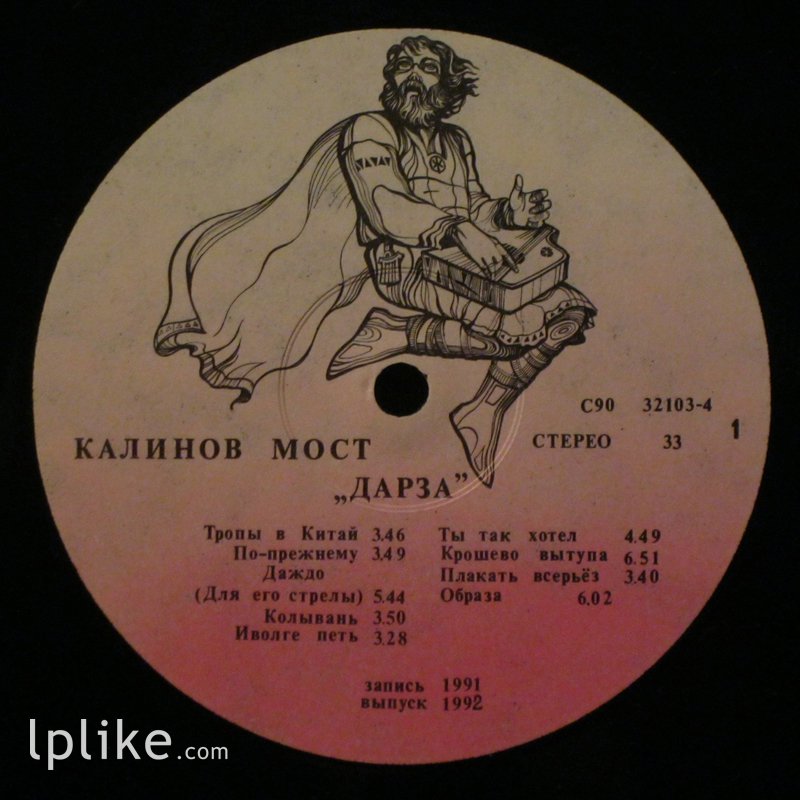 С90 32103-4
СТЕРЕО 33 1
КАЛИНОВ МОСТ
„ДАРЗА”
Тропы в Китай 3.46
По-прежнему 3.49
Даждо
(Для его стрелы) 5.44
Колывань 3.50
Иволге петь 3.28
Ты так хотел 4.49
Крошево вытупа 6.51
Плакать всерьёз 3.40
Образа 6.02
запись 1991
выпуск 1992
lplike.com